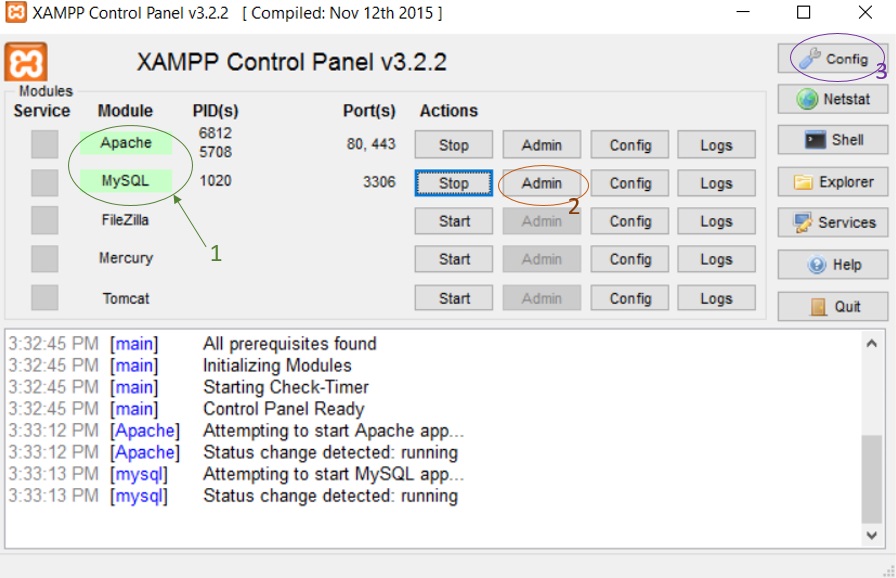 XAMPP Control Panel v3.2.2 [ Compiled: Nov 12th 2015 ]
XAMPP Control Panel v3.2.2
Config
3
Modules
Service Module PID(s) Port(s) Actions
Netstat
Apache 6812 5708 80, 443 Stop Admin Config Logs
Shell
MySQL 1020 3306 Stop Admin Config Logs
2
Explorer
FileZilla Start Admin Config Logs
Services
1
Mercury Start Admin Config Logs
Help
Tomcat Start Admin Config Logs
Quit
3:32:45 PM [main] All prerequisites found
3:32:45 PM [main] Initializing Modules
3:32:45 PM [main] Starting Check-Timer
3:32:45 PM [main] Control Panel Ready
3:33:12 PM [Apache] Attempting to start Apache app...
3:33:12 PM [Apache] Status change detected: running
3:33:13 PM [mysql] Attempting to start MySQL app...
3:33:13 PM [mysql] Status change detected: running